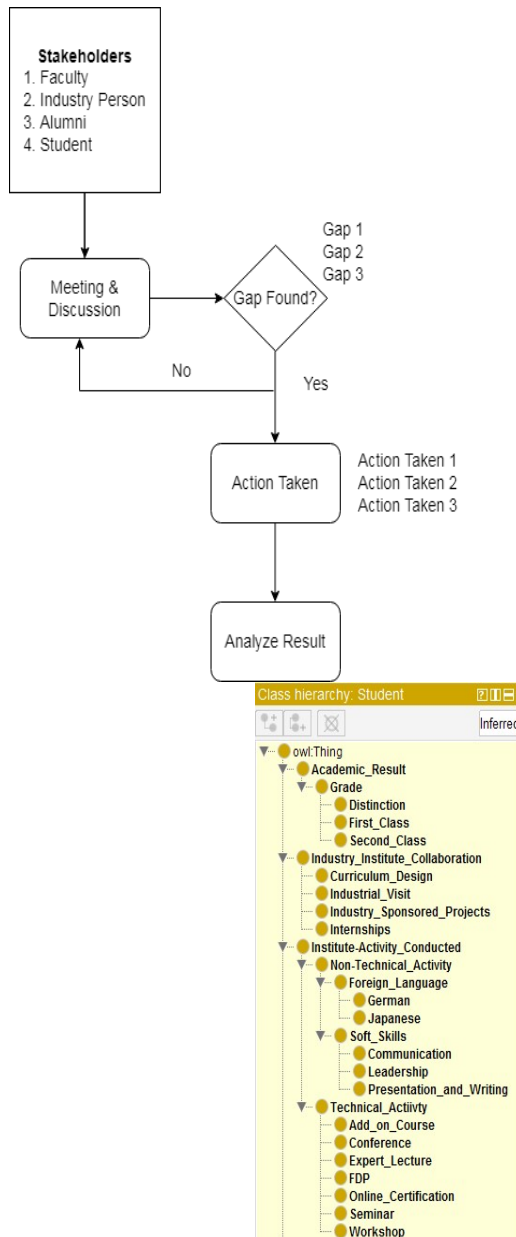 Stakeholders
1. Faculty
2. Industry Person
3. Alumni
4. Student
Meeting &
Discussion
Gap Found?
Gap 1
Gap 2
Gap 3
No
Yes
Action Taken
Action Taken 1
Action Taken 2
Action Taken 3
Analyze Result
Class hierarchy: Student
Inferred
owl:Thing
Academic_Result
Grade
Distinction
First_Class
Second_Class
Industry_Institute_Collaboration
Curriculum_Design
Industrial_Visit
Industry_Sponsored_Projects
Internships
Institute-Activity_Conducted
Non-Technical_Activity
Foreign_Language
German
Japanese
Soft_Skills
Communication
Leadership
Presentation_and_Writing
Technical_Actiivty
Add_on_Course
Conference
Expert_Lecture
FDP
Online_Certification
Seminar
Workshop